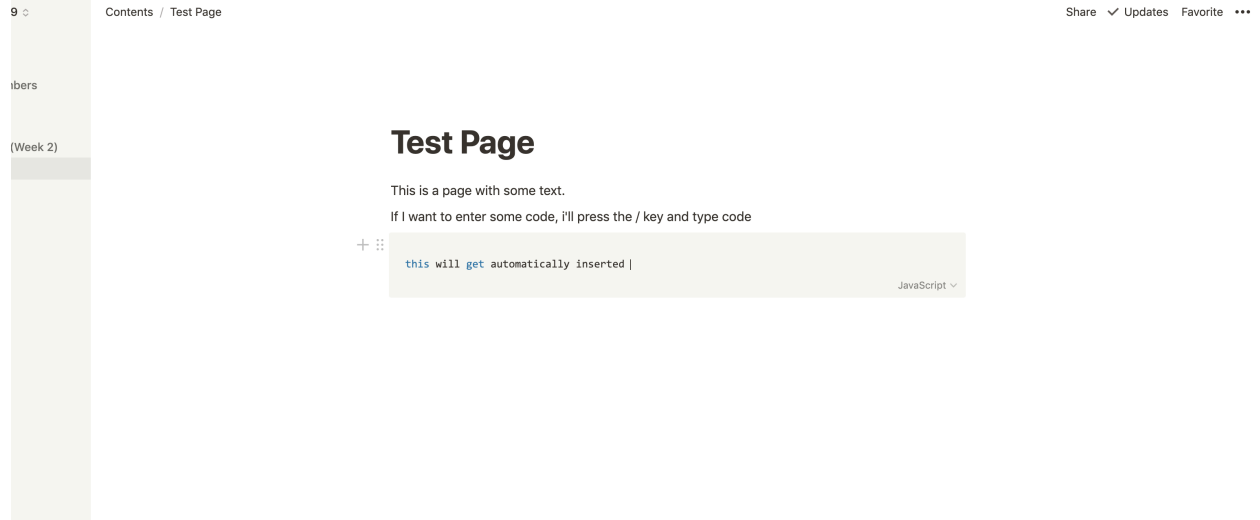 9
Contents / Test Page
Share Updates Favorite
(Week 2)
Test Page
This is a page with some text.
If I want to enter some code, i'll press the / key and type code
this will get automatically inserted
JavaScript